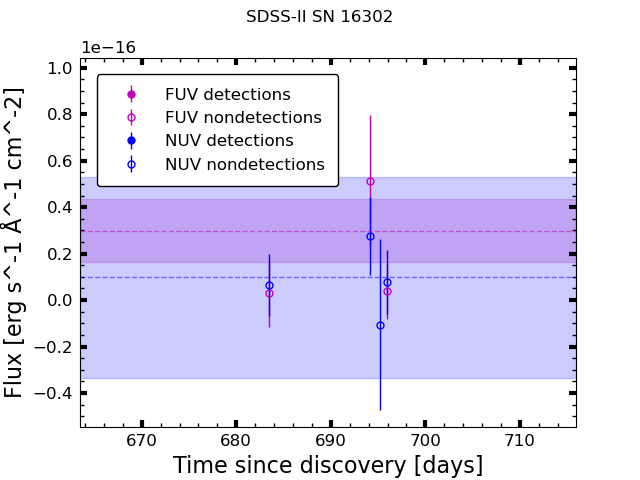 SDSS-II SN 16302
1e−16
FUV detections
FUV nondetections
NUV detections
NUV nondetections
1.0
0.8
0.6
0.4
0.2
0.0
−0.2
−0.4
Flux [erg s^-1 Å^-1 cm^-2]
670 680 690 700 710
Time since discovery [days]